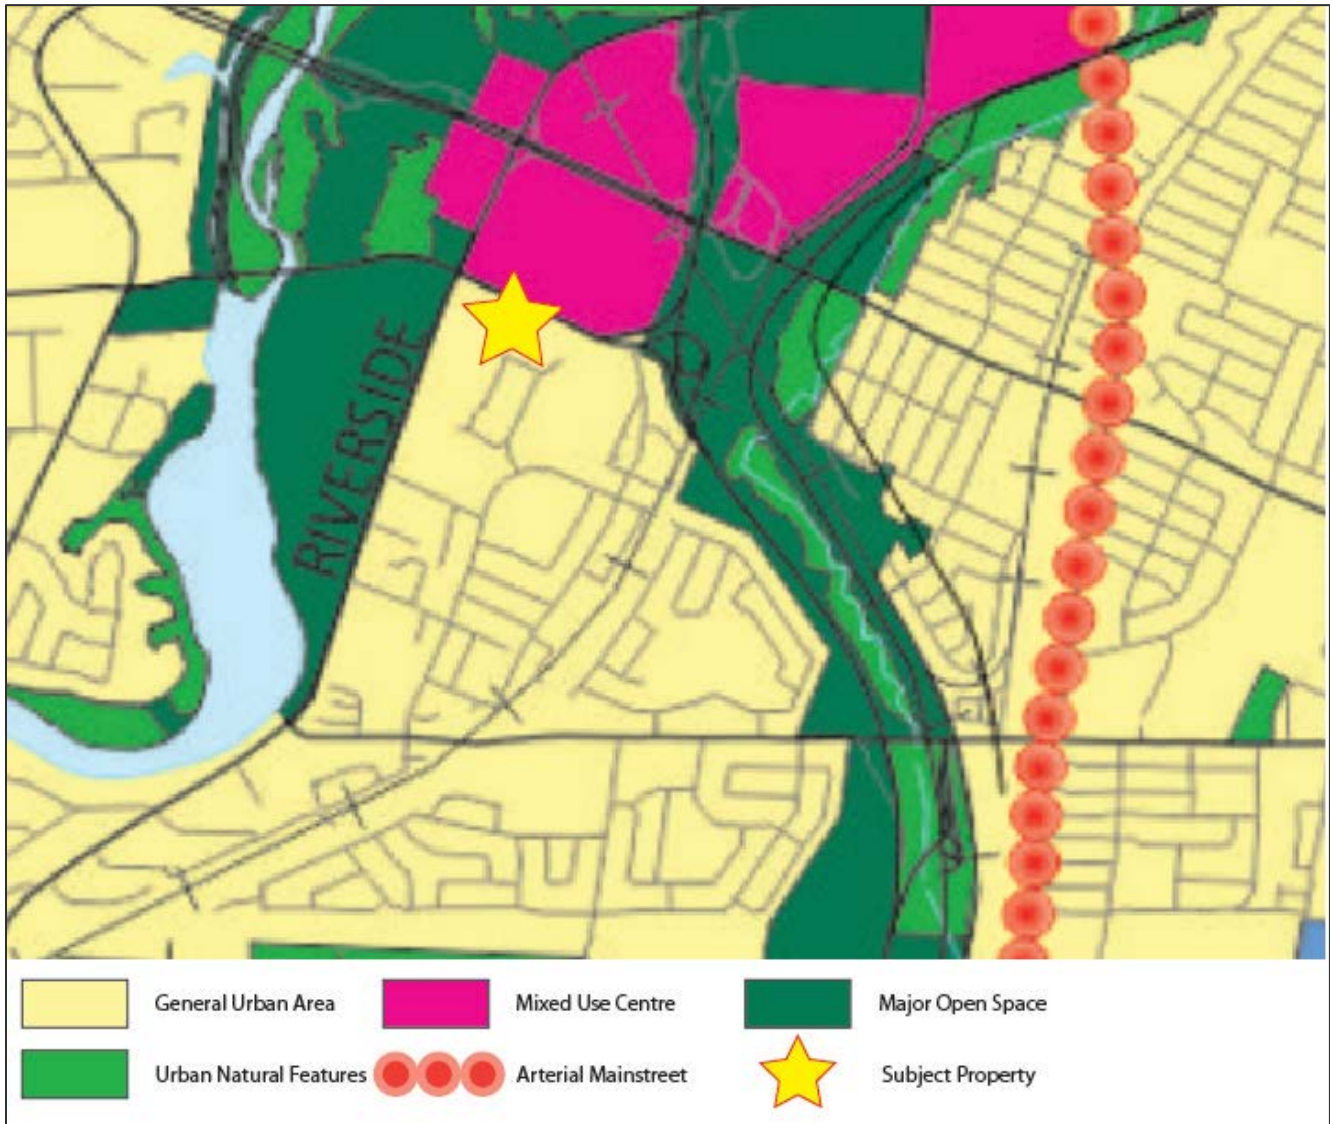 RIVERSIDE
General Urban Area
Mixed Use Centre
Major Open Space
Urban Natural Features
Arterial Mainstreet
Subject Property